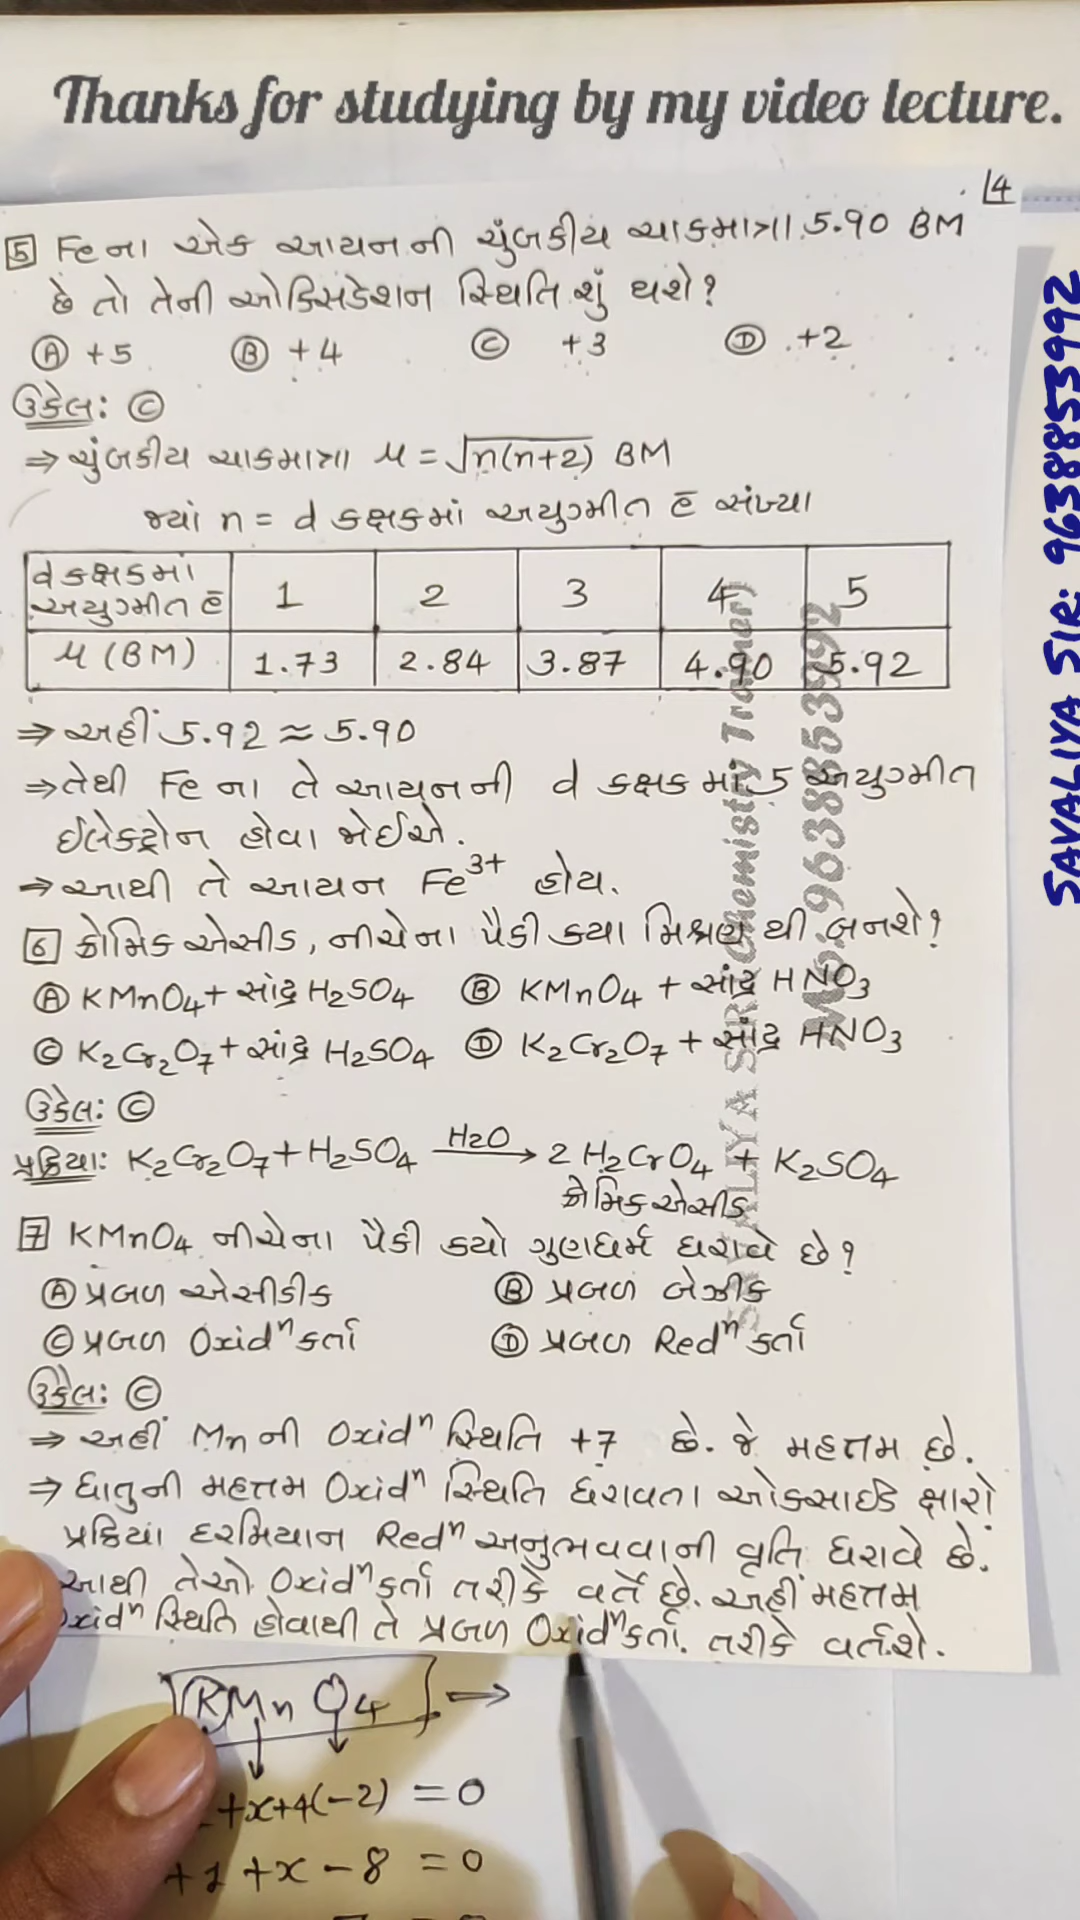 Thanks for studying by my video lecture.
14
5 Fe ના એક આયનની ચુંબકીય ચાકમાત્રા 5.90 BM
છે તો તેની ઓક્સિડેશન સ્થિતિ શું થશે?
A +5 B +4 C +3 D +2
ઉકેલ: C
⇒ ચુંબકીય ચાકમાત્રા μ = √n(n+2) BM
જ્યાં n = d કક્ષકમાં અયુગ્મીત ē સંખ્યા
d કક્ષકમાં અયુગ્મીત ē 1 2 3 4 5
μ (BM) 1.73 2.84 3.87 4.90 5.92
⇒ અહીં 5.92 ≈ 5.90
⇒ તેથી Fe ના તે આયનની d કક્ષકમાં 5 અયુગ્મીત
ઈલેક્ટ્રોન હોવા જોઈએ.
⇒ આથી તે આયન Fe³⁺ હોય.
6 ક્રોમિક એસીડ, નીચેના પૈકી કયા મિશ્રણ થી બનશે?
A KMnO₄ + સાંદ્ર H₂SO₄ B KMnO₄ + સાંદ્ર HNO₃
C K₂Cr₂O₇ + સાંદ્ર H₂SO₄ D K₂Cr₂O₇ + સાંદ્ર HNO₃
ઉકેલ: C
પ્રક્રિયા: K₂Cr₂O₇ + H₂SO₄ —H₂O→ 2 H₂CrO₄ + K₂SO₄
ક્રોમિક એસીડ
7 KMnO₄ નીચેના પૈકી કયો ગુણધર્મ ધરાવે છે?
A પ્રબળ એસીડીક B પ્રબળ બેઝીક
C પ્રબળ Oxidⁿ કર્તા D પ્રબળ Redⁿ કર્તા
ઉકેલ: C
⇒ અહીં Mn ની Oxidⁿ સ્થિતિ +7 છે. જે મહત્તમ છે.
⇒ ધાતુની મહત્તમ Oxidⁿ સ્થિતિ ધરાવતા ઓક્સાઈડ ક્ષારો
પ્રક્રિયા દરમિયાન Redⁿ અનુભવવાની વૃતિ ધરાવે છે.
આથી તેઓ Oxidⁿ કર્તા તરીકે વર્તે છે. અહીં મહત્તમ
Oxidⁿ સ્થિતિ હોવાથી તે પ્રબળ Oxidⁿ કર્તા. તરીકે વર્તશે.
KMnO₄ →
+x+4(-2) = 0
+1 +x - 8 = 0
SAVALIYA SIR: 9638853992
SAVALIYA SIR (Chemistry Trainer)
Mo: 9638853992